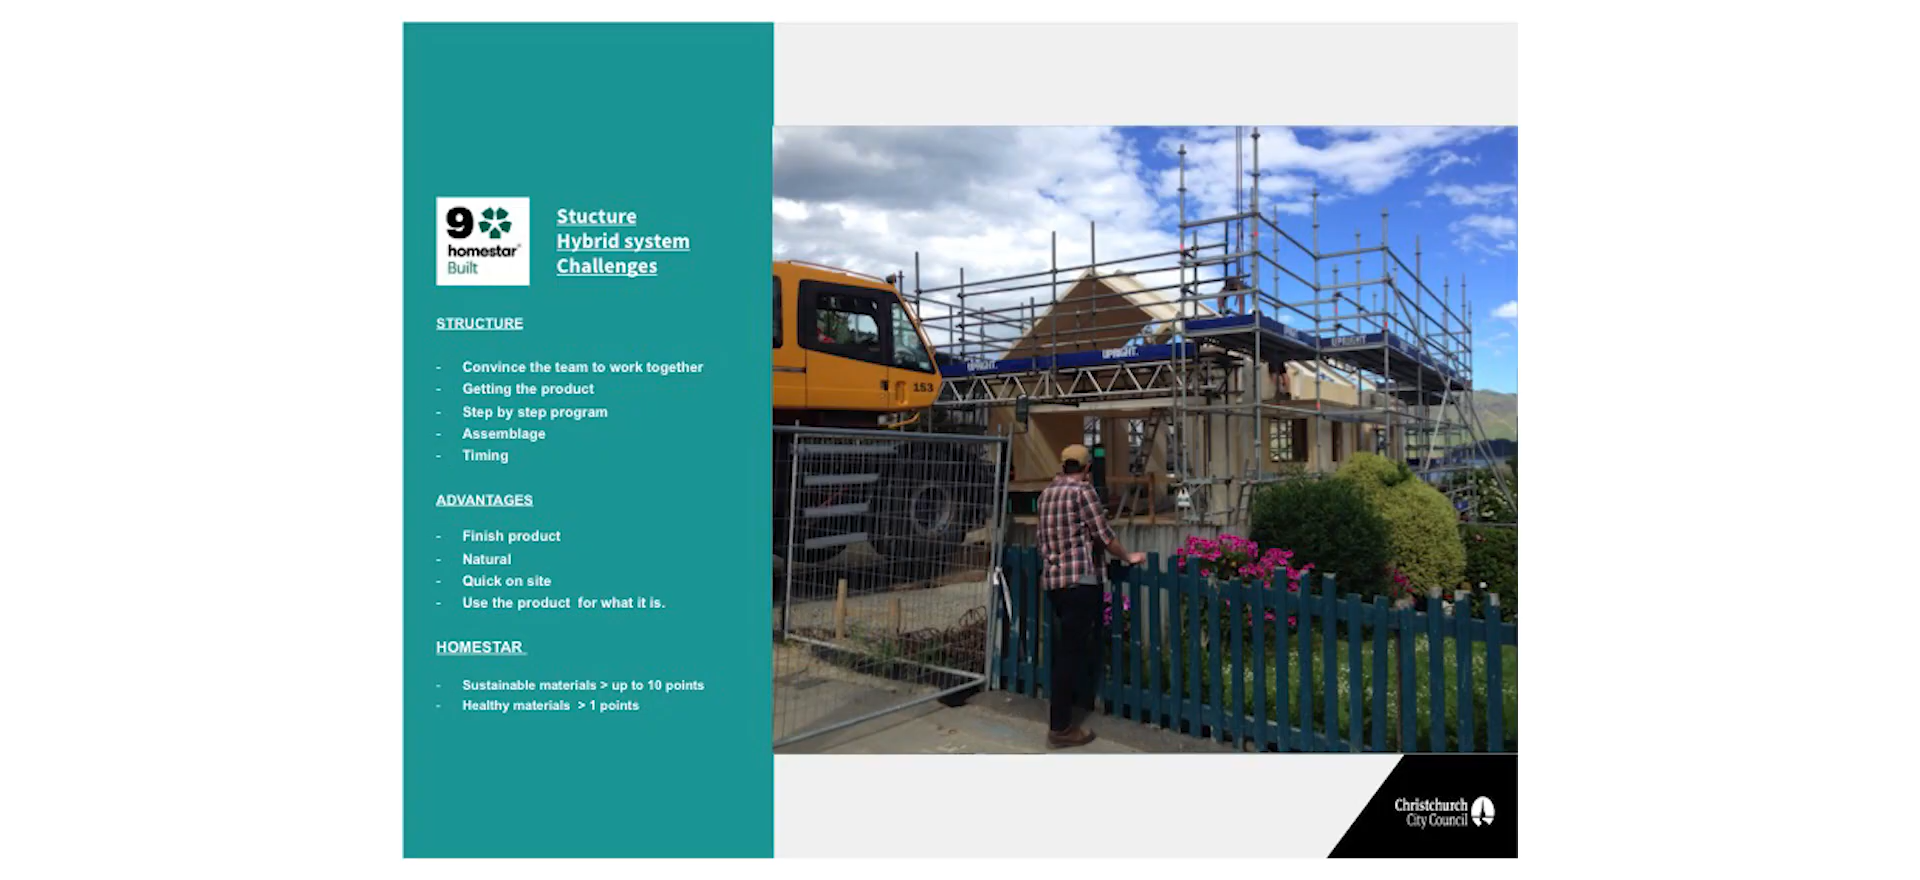 9
homestar®
Built
Stucture
Hybrid system
Challenges
STRUCTURE
- Convince the team to work together
- Getting the product
- Step by step program
- Assemblage
- Timing
ADVANTAGES
- Finish product
- Natural
- Quick on site
- Use the product for what it is.
HOMESTAR
- Sustainable materials > up to 10 points
- Healthy materials > 1 points
153
UPRIGHT.
UPRIGHT.
UPRIGHT
Christchurch
City Council